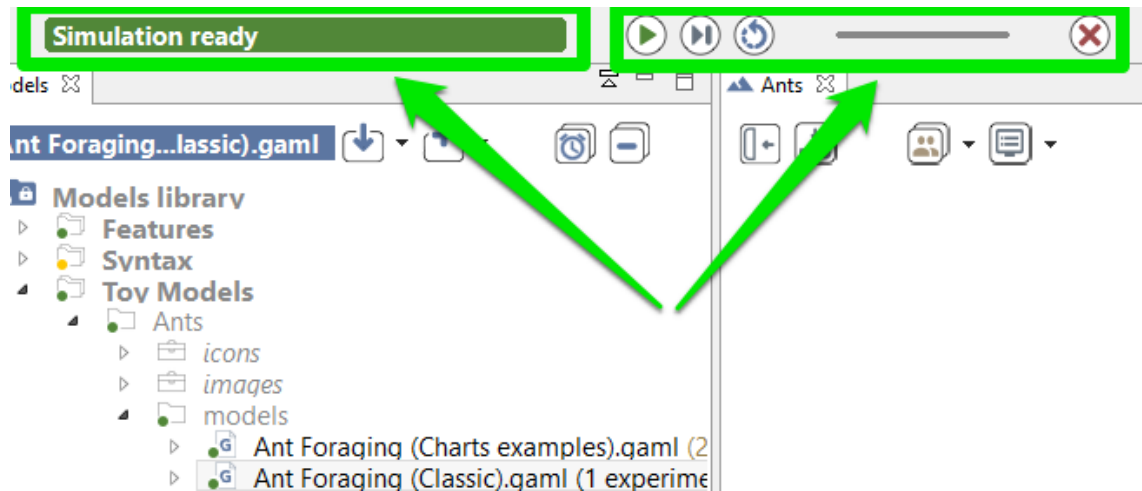 Simulation ready
dels
Ants
Ant Foraging...lassic).gaml
Models library
Features
Syntax
Toy Models
Ants
icons
images
models
G Ant Foraging (Charts examples).gaml (2
G Ant Foraging (Classic).gaml (1 experime